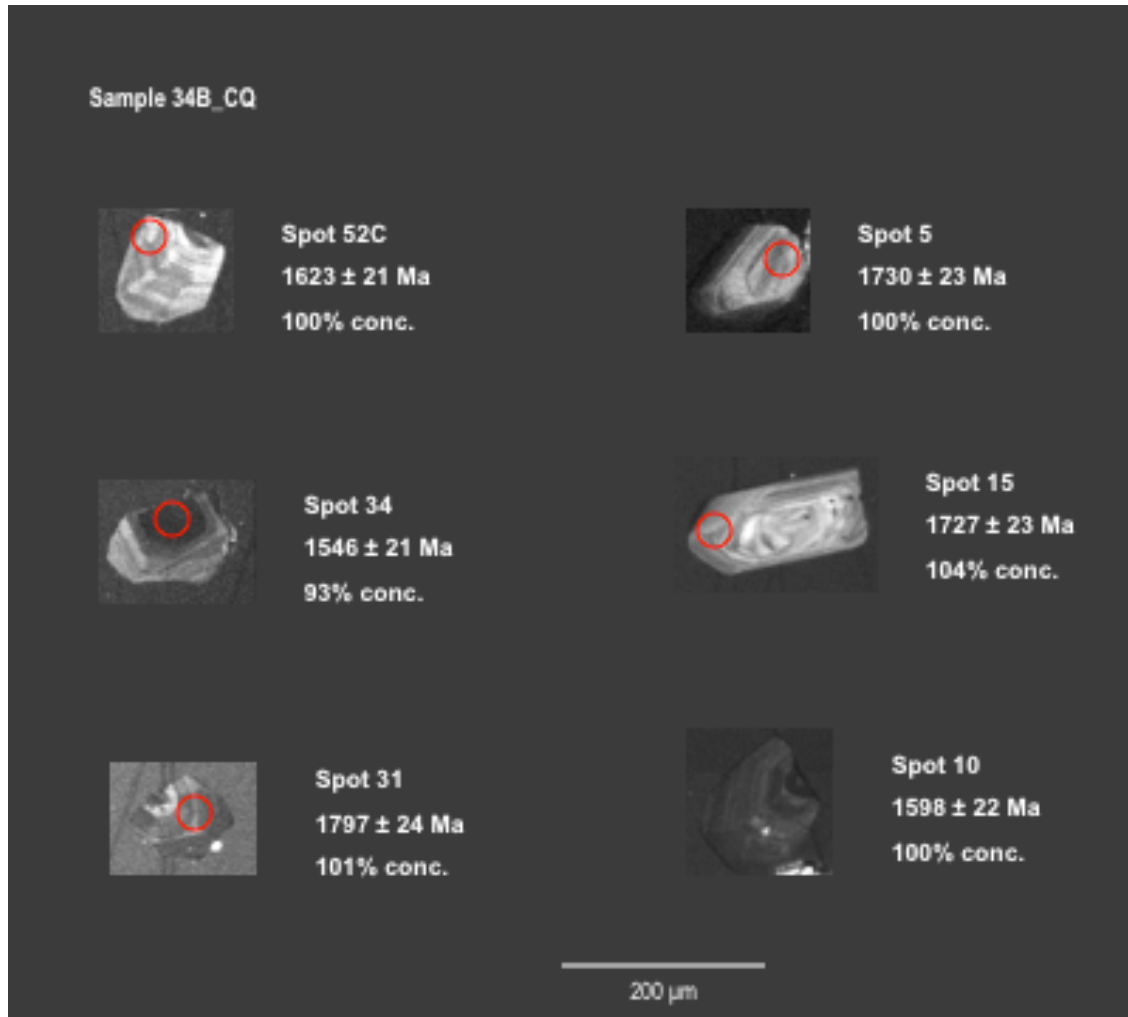 Sample 34B_CQ
Spot 52C
1623 ± 21 Ma
100% conc.
Spot 5
1730 ± 23 Ma
100% conc.
Spot 34
1546 ± 21 Ma
93% conc.
Spot 15
1727 ± 23 Ma
104% conc.
Spot 31
1797 ± 24 Ma
101% conc.
Spot 10
1598 ± 22 Ma
100% conc.
200 µm